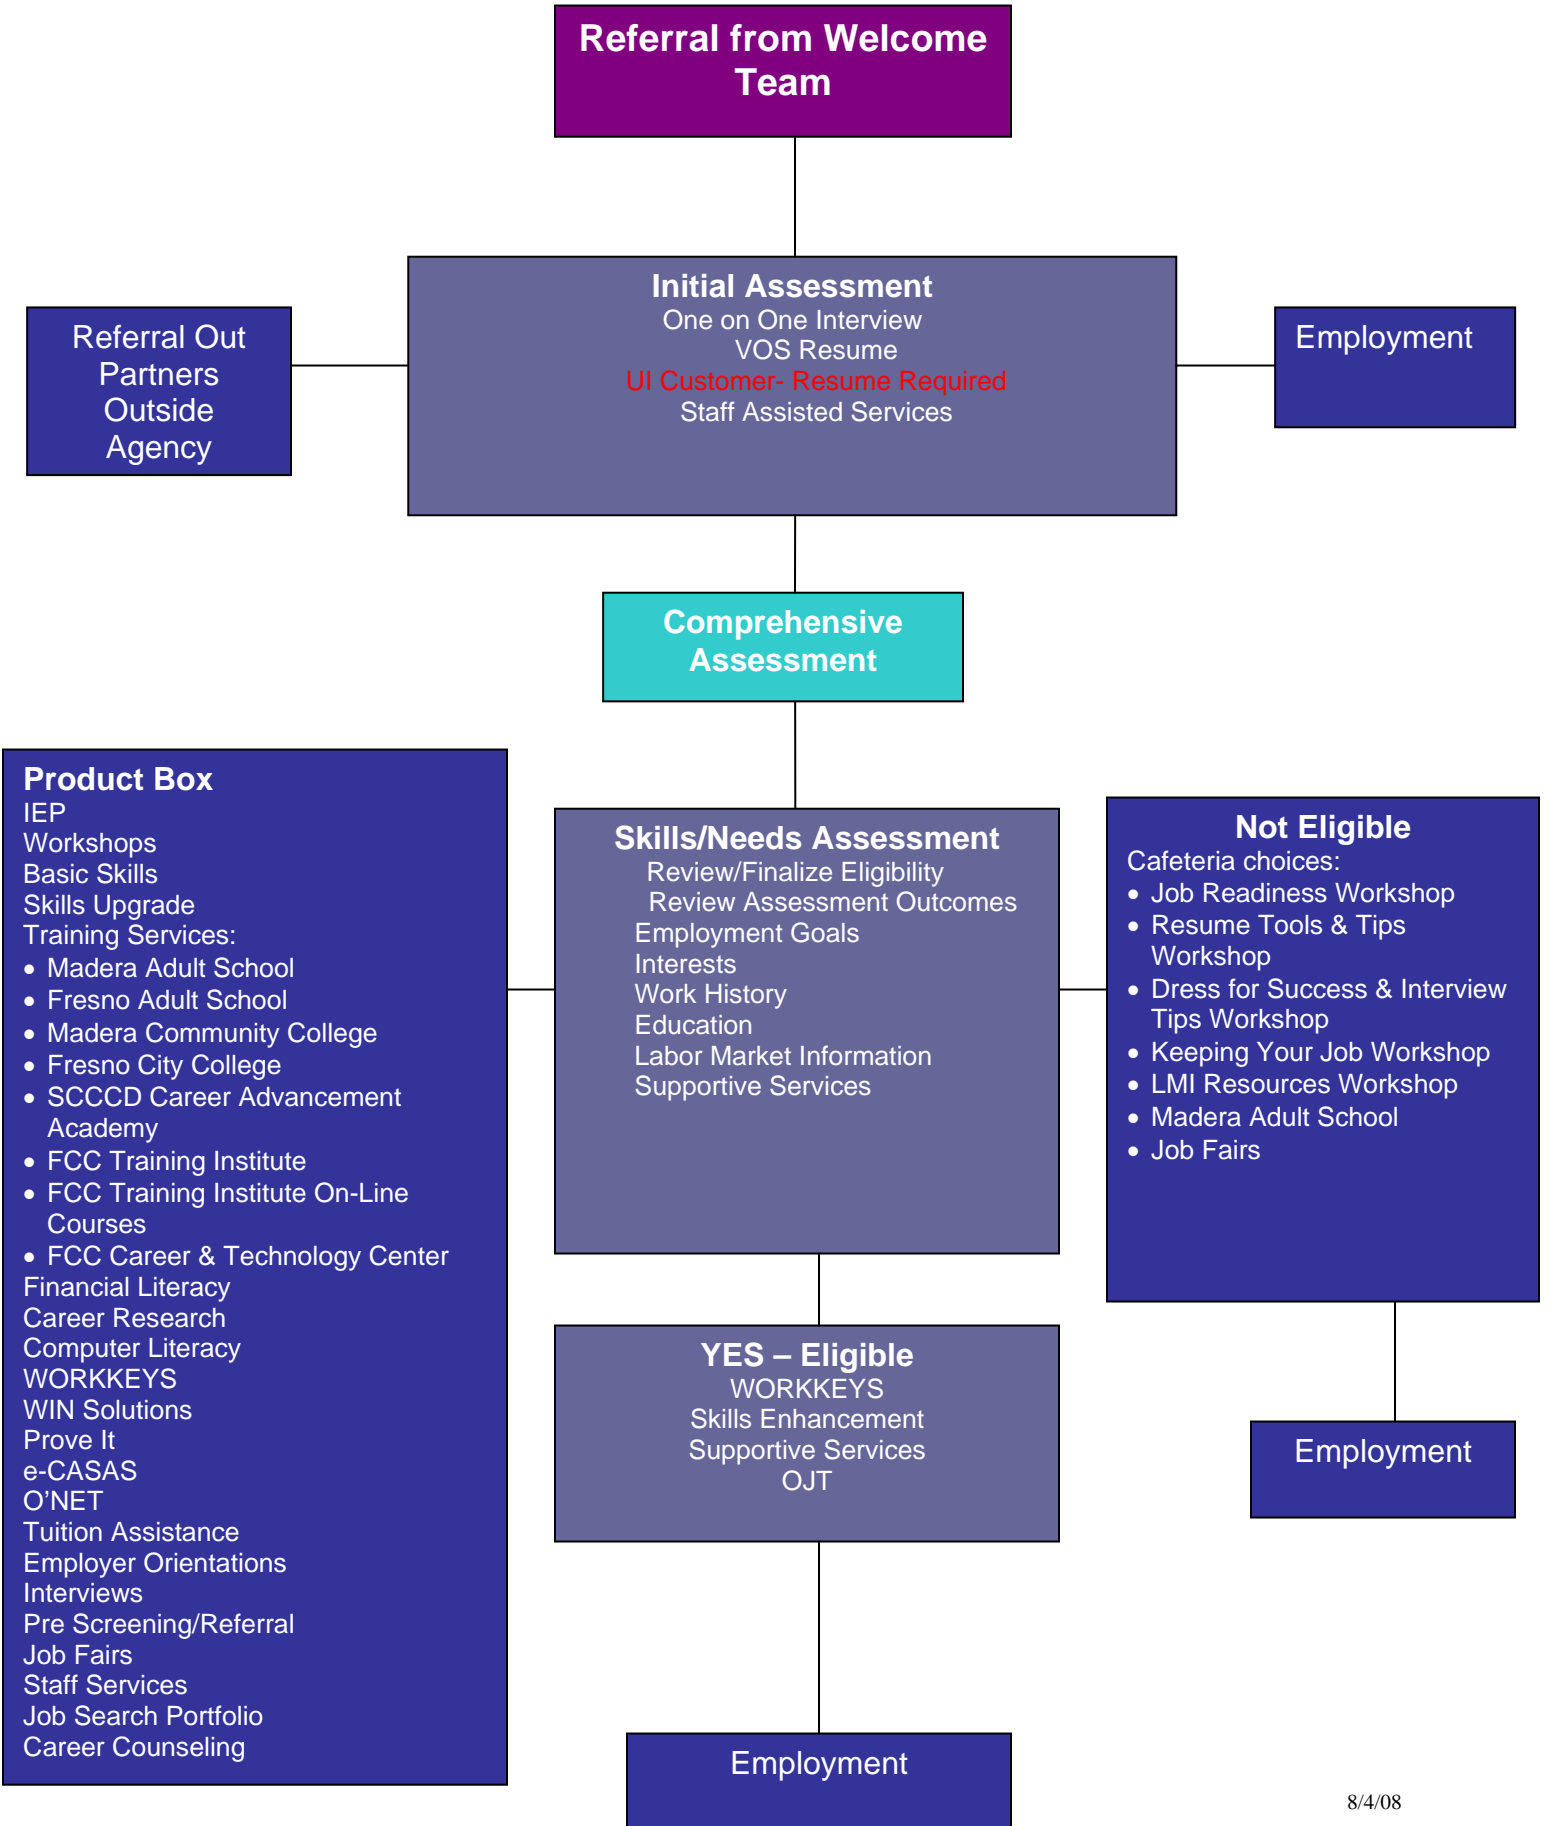 Referral from Welcome
Team
Initial Assessment
One on One Interview
VOS Resume
UI Customer- Resume Required
Staff Assisted Services
Referral Out
Partners
Outside
Agency
Employment
Comprehensive
Assessment
Product Box
IEP
Workshops
Basic Skills
Skills Upgrade
Training Services:
• Madera Adult School
• Fresno Adult School
• Madera Community College
• Fresno City College
• SCCCD Career Advancement
Academy
• FCC Training Institute
• FCC Training Institute On-Line
Courses
• FCC Career & Technology Center
Financial Literacy
Career Research
Computer Literacy
WORKKEYS
WIN Solutions
Prove It
e-CASAS
O’NET
Tuition Assistance
Employer Orientations
Interviews
Pre Screening/Referral
Job Fairs
Staff Services
Job Search Portfolio
Career Counseling
Skills/Needs Assessment
Review/Finalize Eligibility
Review Assessment Outcomes
Employment Goals
Interests
Work History
Education
Labor Market Information
Supportive Services
Not Eligible
Cafeteria choices:
• Job Readiness Workshop
• Resume Tools & Tips
Workshop
• Dress for Success & Interview
Tips Workshop
• Keeping Your Job Workshop
• LMI Resources Workshop
• Madera Adult School
• Job Fairs
YES – Eligible
WORKKEYS
Skills Enhancement
Supportive Services
OJT
Employment
Employment
8/4/08